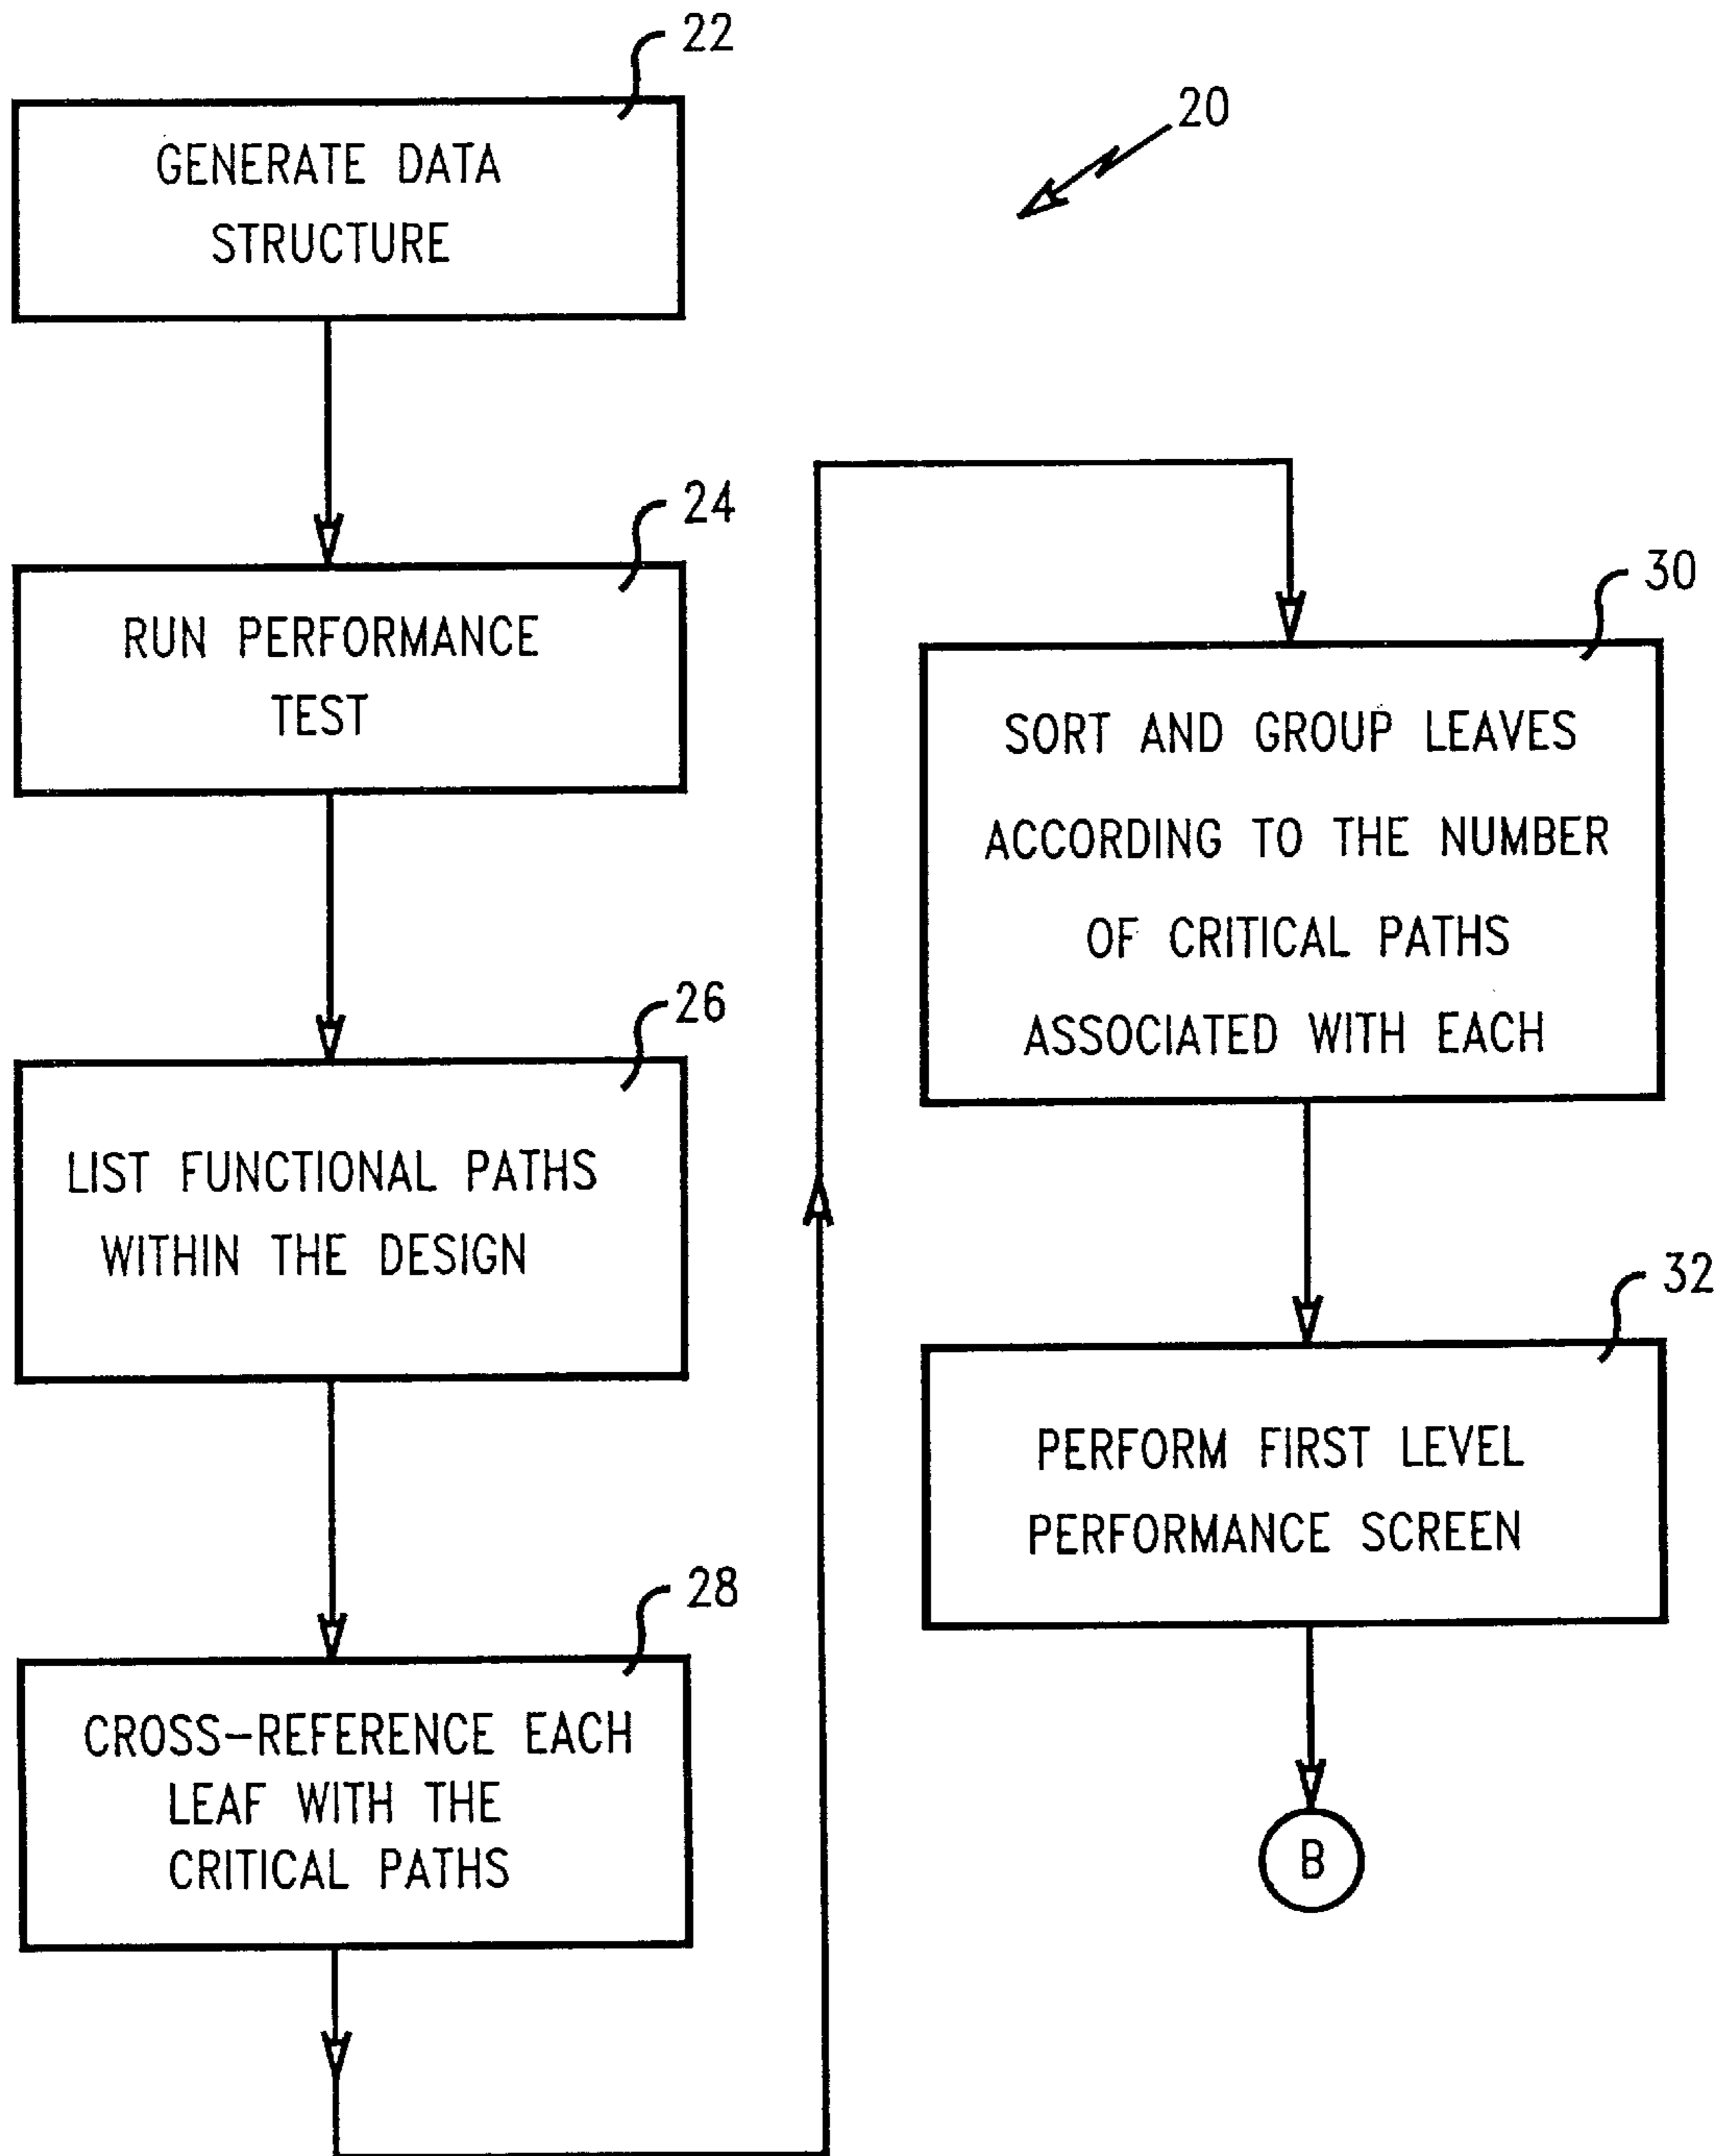 22
GENERATE DATA
STRUCTURE
20
24
RUN PERFORMANCE
TEST
26
LIST FUNCTIONAL PATHS
WITHIN THE DESIGN
28
CROSS-REFERENCE EACH
LEAF WITH THE
CRITICAL PATHS
30
SORT AND GROUP LEAVES
ACCORDING TO THE NUMBER
OF CRITICAL PATHS
ASSOCIATED WITH EACH
32
PERFORM FIRST LEVEL
PERFORMANCE SCREEN
B